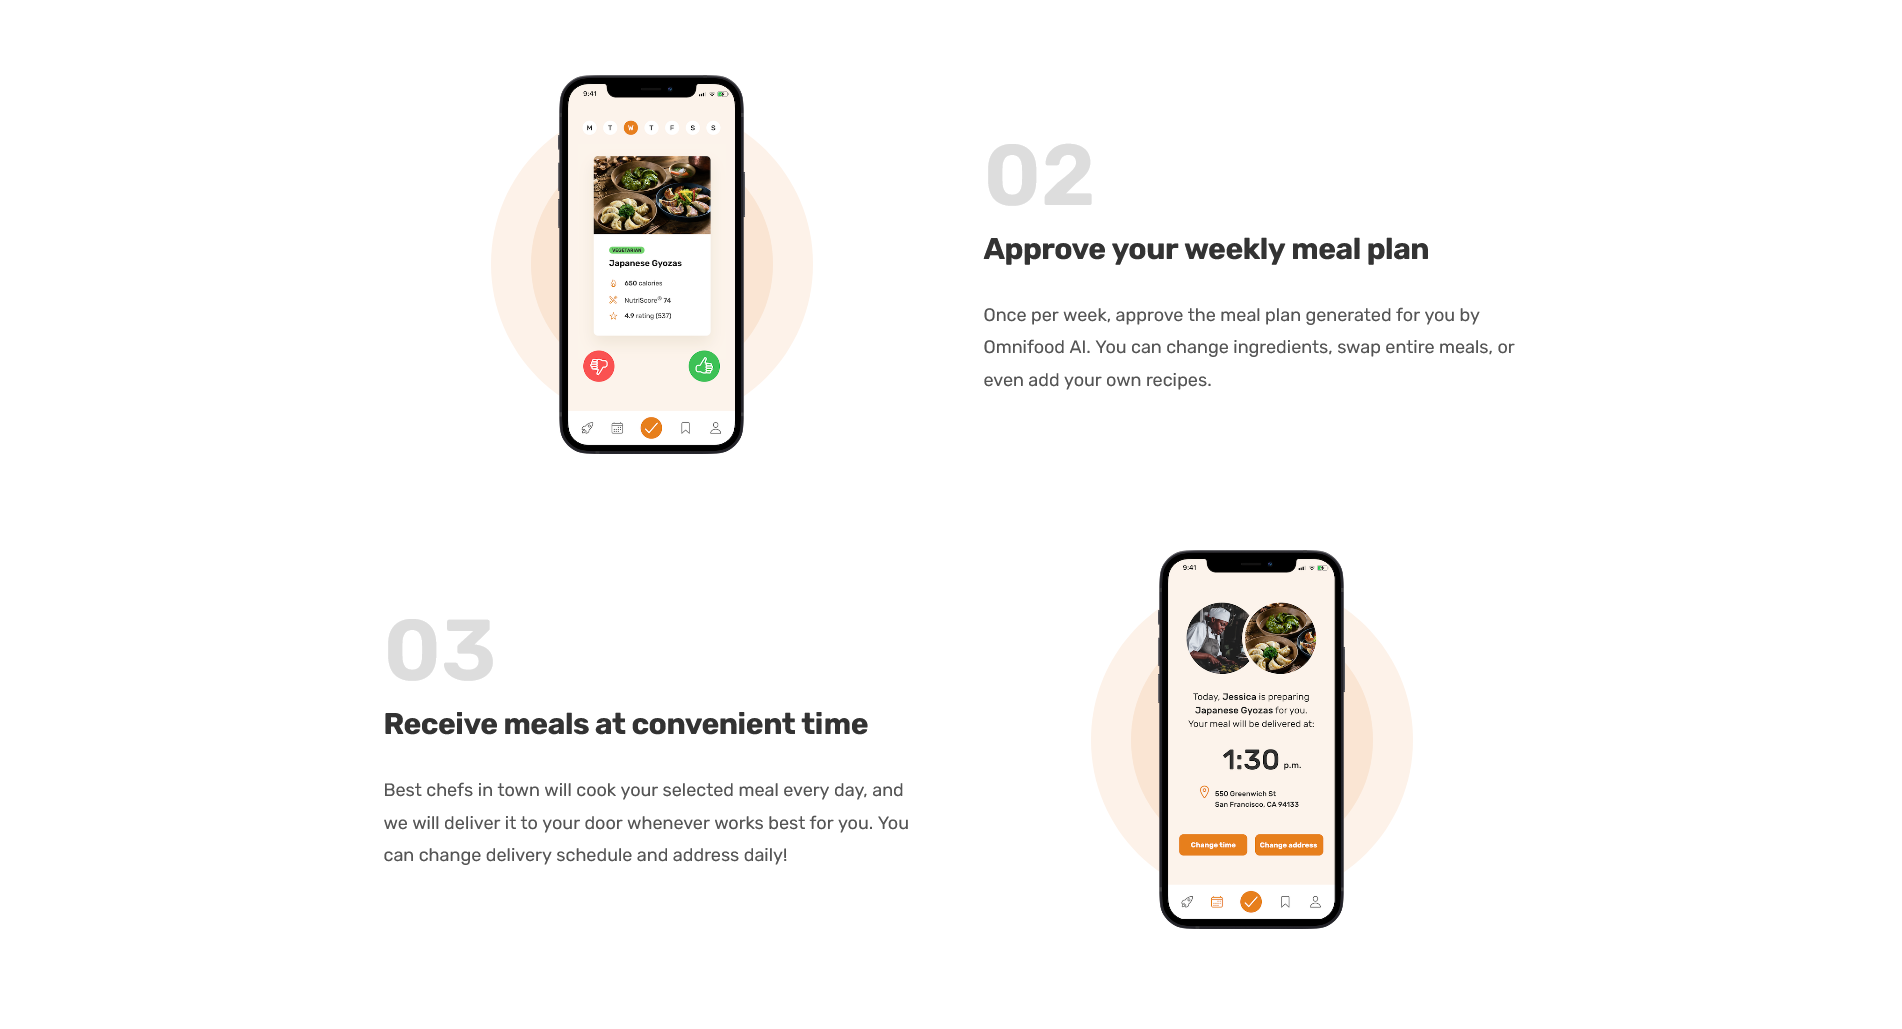 9:41
M T W T F S S
VEGETARIAN
Japanese Gyozas
650 calories
NutriScore® 74
4.9 rating (537)
02
Approve your weekly meal plan
Once per week, approve the meal plan generated for you by
Omnifood AI. You can change ingredients, swap entire meals, or
even add your own recipes.
03
Receive meals at convenient time
Best chefs in town will cook your selected meal every day, and
we will deliver it to your door whenever works best for you. You
can change delivery schedule and address daily!
9:41
Today, Jessica is preparing
Japanese Gyozas for you.
Your meal will be delivered at:
1:30 p.m.
550 Greenwich St
San Francisco, CA 94133
Change time Change address